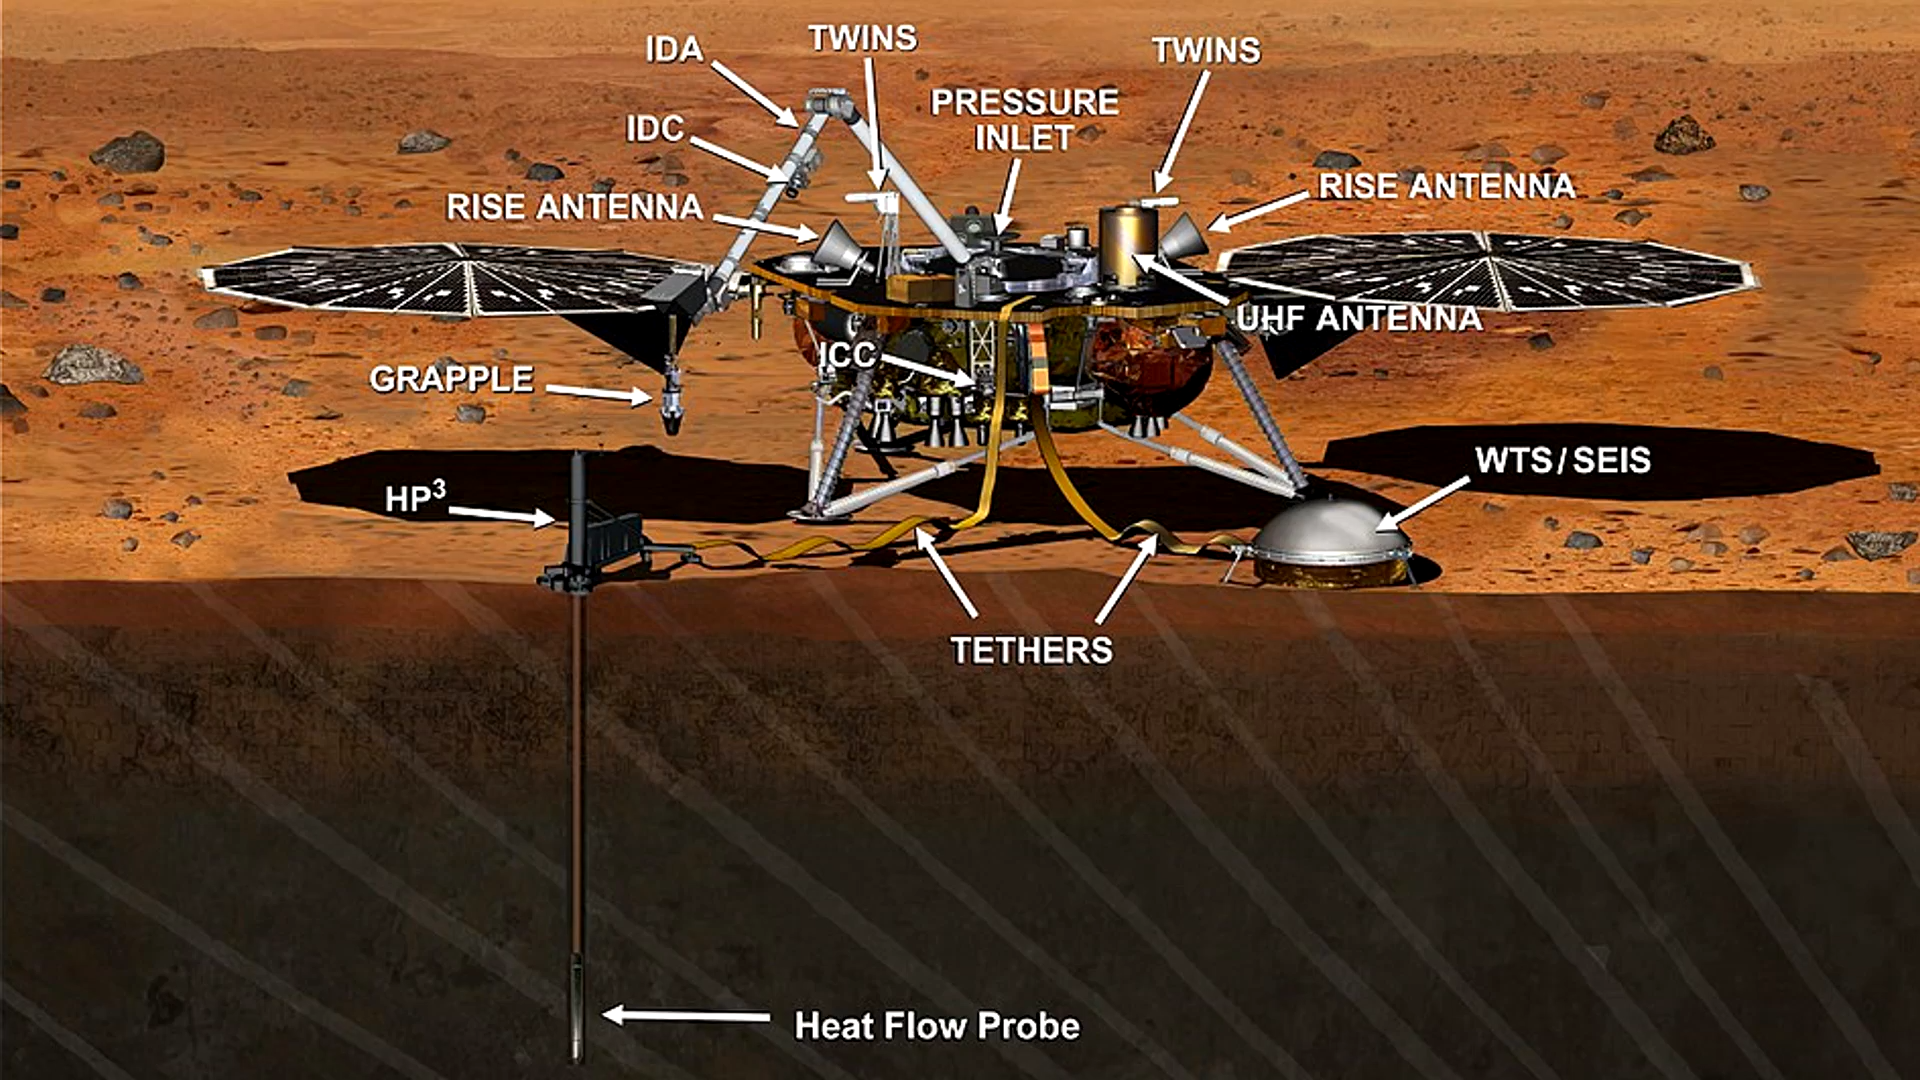 IDA
TWINS
TWINS
IDC
PRESSURE
INLET
RISE ANTENNA
RISE ANTENNA
UHF ANTENNA
ICC
GRAPPLE
WTS/SEIS
HP³
TETHERS
Heat Flow Probe